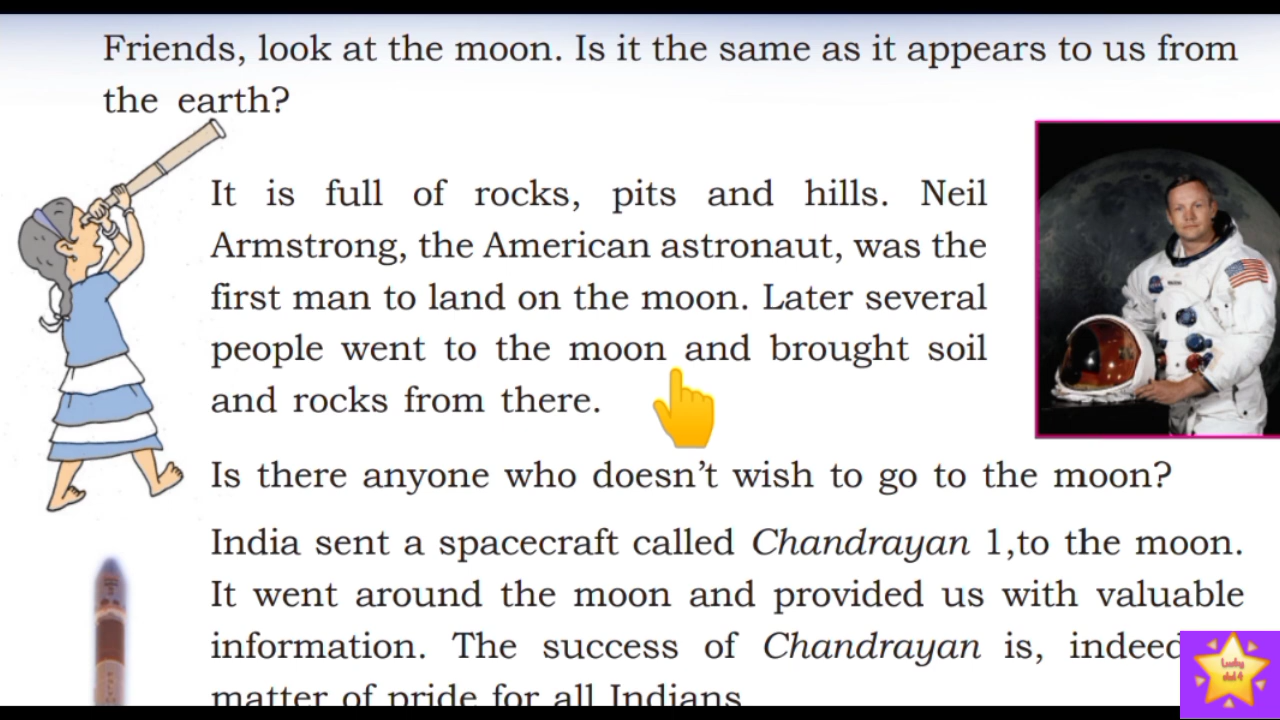 Friends, look at the moon. Is it the same as it appears to us from
the earth?
It is full of rocks, pits and hills. Neil
Armstrong, the American astronaut, was the
first man to land on the moon. Later several
people went to the moon and brought soil
and rocks from there.
Is there anyone who doesn't wish to go to the moon?
India sent a spacecraft called Chandrayan 1,to the moon.
It went around the moon and provided us with valuable
information. The success of Chandrayan is, indeed
matter of pride for all Indians
Lucky